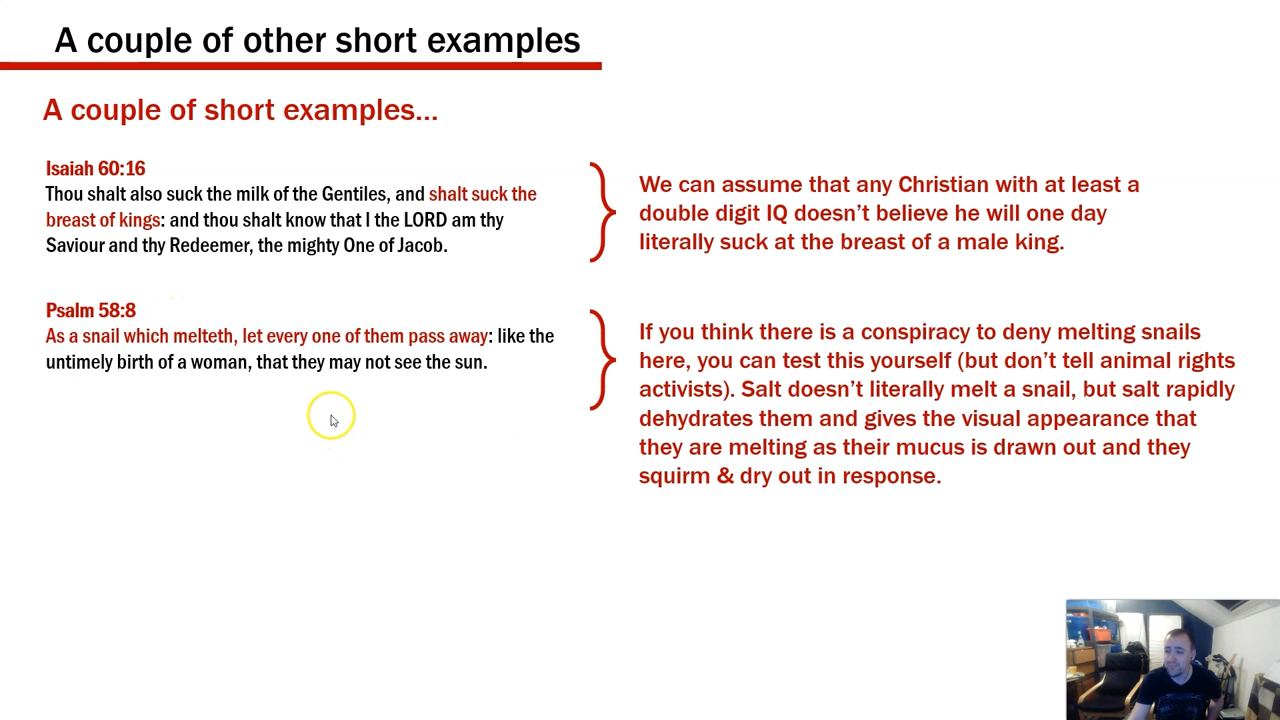 A couple of other short examples
A couple of short examples...
Isaiah 60:16
Thou shalt also suck the milk of the Gentiles, and shalt suck the
breast of kings: and thou shalt know that I the LORD am thy
Saviour and thy Redeemer, the mighty One of Jacob.
We can assume that any Christian with at least a
double digit IQ doesn’t believe he will one day
literally suck at the breast of a male king.
Psalm 58:8
As a snail which melteth, let every one of them pass away: like the
untimely birth of a woman, that they may not see the sun.
If you think there is a conspiracy to deny melting snails
here, you can test this yourself (but don’t tell animal rights
activists). Salt doesn’t literally melt a snail, but salt rapidly
dehydrates them and gives the visual appearance that
they are melting as their mucus is drawn out and they
squirm & dry out in response.